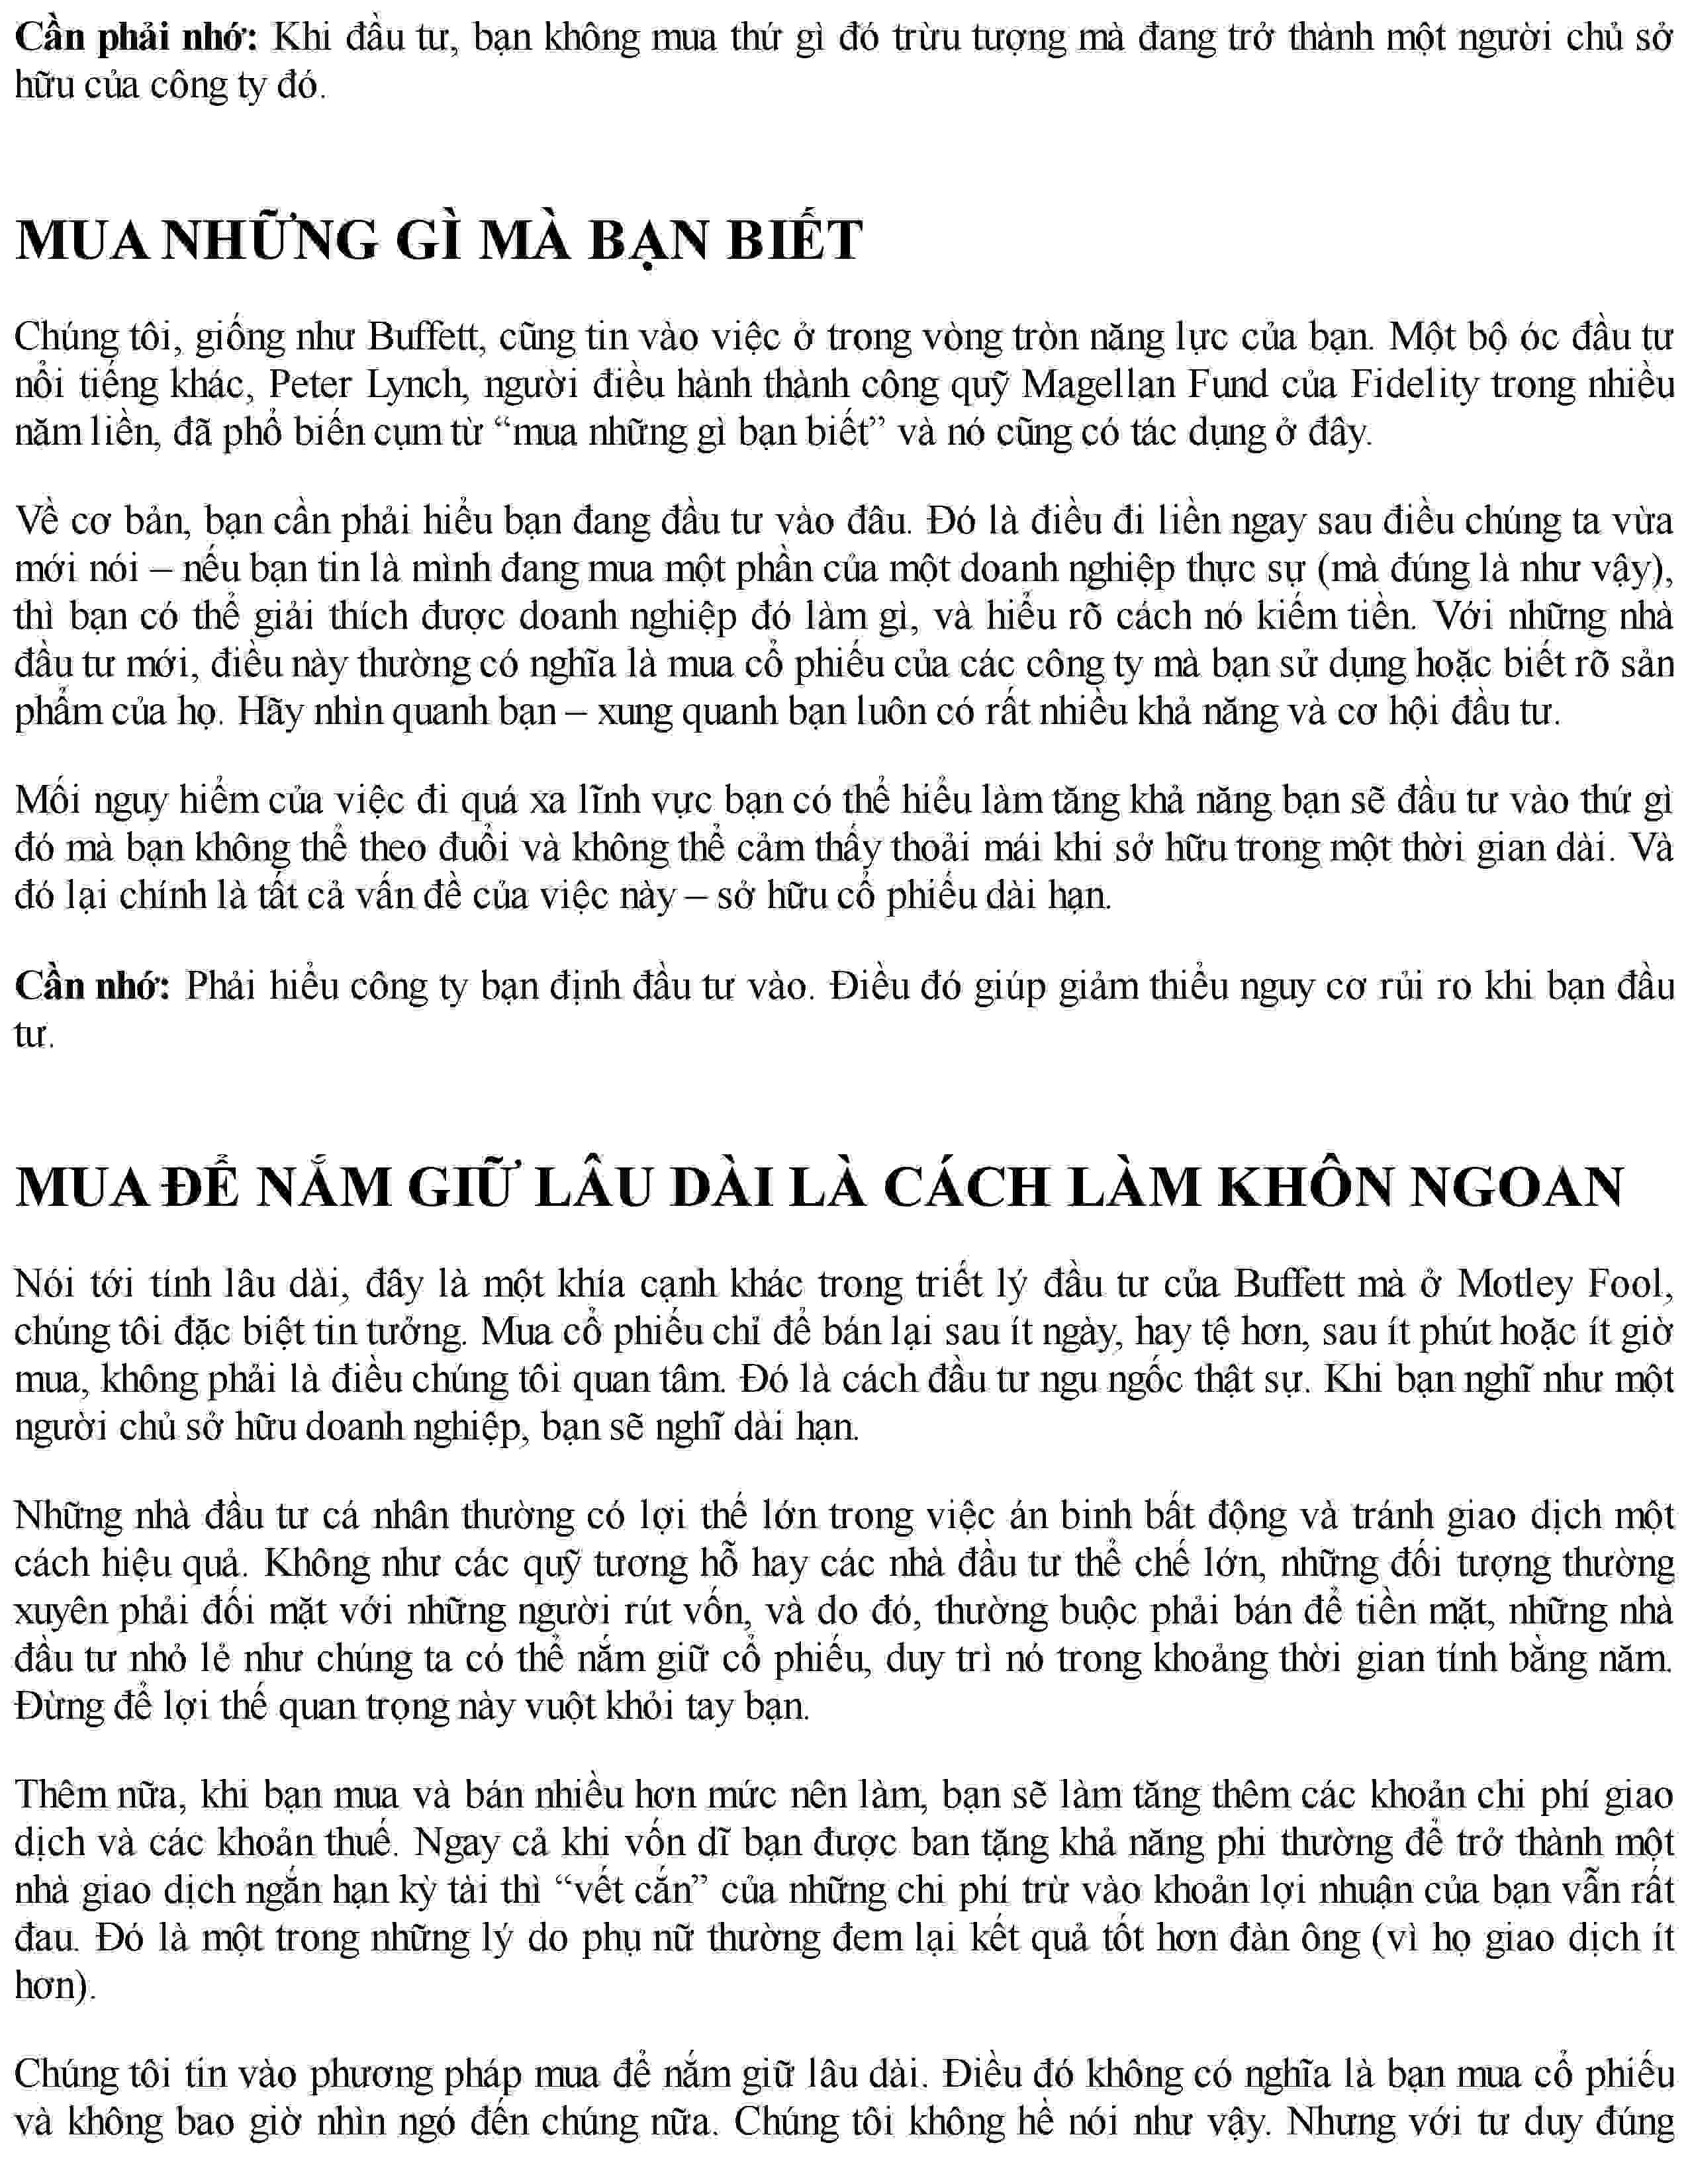 Cần phải nhớ: Khi đầu tư, bạn không mua thứ gì đó trừu tượng mà đang trở thành một người chủ sở
hữu của công ty đó.
MUA NHỮNG GÌ MÀ BẠN BIẾT
Chúng tôi, giống như Buffett, cũng tin vào việc ở trong vòng tròn năng lực của bạn. Một bộ óc đầu tư
nổi tiếng khác, Peter Lynch, người điều hành thành công quỹ Magellan Fund của Fidelity trong nhiều
năm liền, đã phổ biến cụm từ “mua những gì bạn biết” và nó cũng có tác dụng ở đây.
Về cơ bản, bạn cần phải hiểu bạn đang đầu tư vào đâu. Đó là điều đi liền ngay sau điều chúng ta vừa
mới nói – nếu bạn tin là mình đang mua một phần của một doanh nghiệp thực sự (mà đúng là như vậy),
thì bạn có thể giải thích được doanh nghiệp đó làm gì, và hiểu rõ cách nó kiếm tiền. Với những nhà
đầu tư mới, điều này thường có nghĩa là mua cổ phiếu của các công ty mà bạn sử dụng hoặc biết rõ sản
phẩm của họ. Hãy nhìn quanh bạn – xung quanh bạn luôn có rất nhiều khả năng và cơ hội đầu tư.
Mối nguy hiểm của việc đi quá xa lĩnh vực bạn có thể hiểu làm tăng khả năng bạn sẽ đầu tư vào thứ gì
đó mà bạn không thể theo đuổi và không thể cảm thấy thoải mái khi sở hữu trong một thời gian dài. Và
đó lại chính là tất cả vấn đề của việc này – sở hữu cổ phiếu dài hạn.
Cần nhớ: Phải hiểu công ty bạn định đầu tư vào. Điều đó giúp giảm thiểu nguy cơ rủi ro khi bạn đầu
tư.
MUA ĐỂ NẮM GIỮ LÂU DÀI LÀ CÁCH LÀM KHÔN NGOAN
Nói tới tính lâu dài, đây là một khía cạnh khác trong triết lý đầu tư của Buffett mà ở Motley Fool,
chúng tôi đặc biệt tin tưởng. Mua cổ phiếu chỉ để bán lại sau ít ngày, hay tệ hơn, sau ít phút hoặc ít giờ
mua, không phải là điều chúng tôi quan tâm. Đó là cách đầu tư ngu ngốc thật sự. Khi bạn nghĩ như một
người chủ sở hữu doanh nghiệp, bạn sẽ nghĩ dài hạn.
Những nhà đầu tư cá nhân thường có lợi thế lớn trong việc án binh bất động và tránh giao dịch một
cách hiệu quả. Không như các quỹ tương hỗ hay các nhà đầu tư thể chế lớn, những đối tượng thường
xuyên phải đối mặt với những người rút vốn, và do đó, thường buộc phải bán để tiền mặt, những nhà
đầu tư nhỏ lẻ như chúng ta có thể nắm giữ cổ phiếu, duy trì nó trong khoảng thời gian tính bằng năm.
Đừng để lợi thế quan trọng này vuột khỏi tay bạn.
Thêm nữa, khi bạn mua và bán nhiều hơn mức nên làm, bạn sẽ làm tăng thêm các khoản chi phí giao
dịch và các khoản thuế. Ngay cả khi vốn dĩ bạn được ban tặng khả năng phi thường để trở thành một
nhà giao dịch ngắn hạn kỳ tài thì “vết cắn” của những chi phí trừ vào khoản lợi nhuận của bạn vẫn rất
đau. Đó là một trong những lý do phụ nữ thường đem lại kết quả tốt hơn đàn ông (vì họ giao dịch ít
hơn).
Chúng tôi tin vào phương pháp mua để nắm giữ lâu dài. Điều đó không có nghĩa là bạn mua cổ phiếu
và không bao giờ nhìn ngó đến chúng nữa. Chúng tôi không hề nói như vậy. Nhưng với tư duy đúng